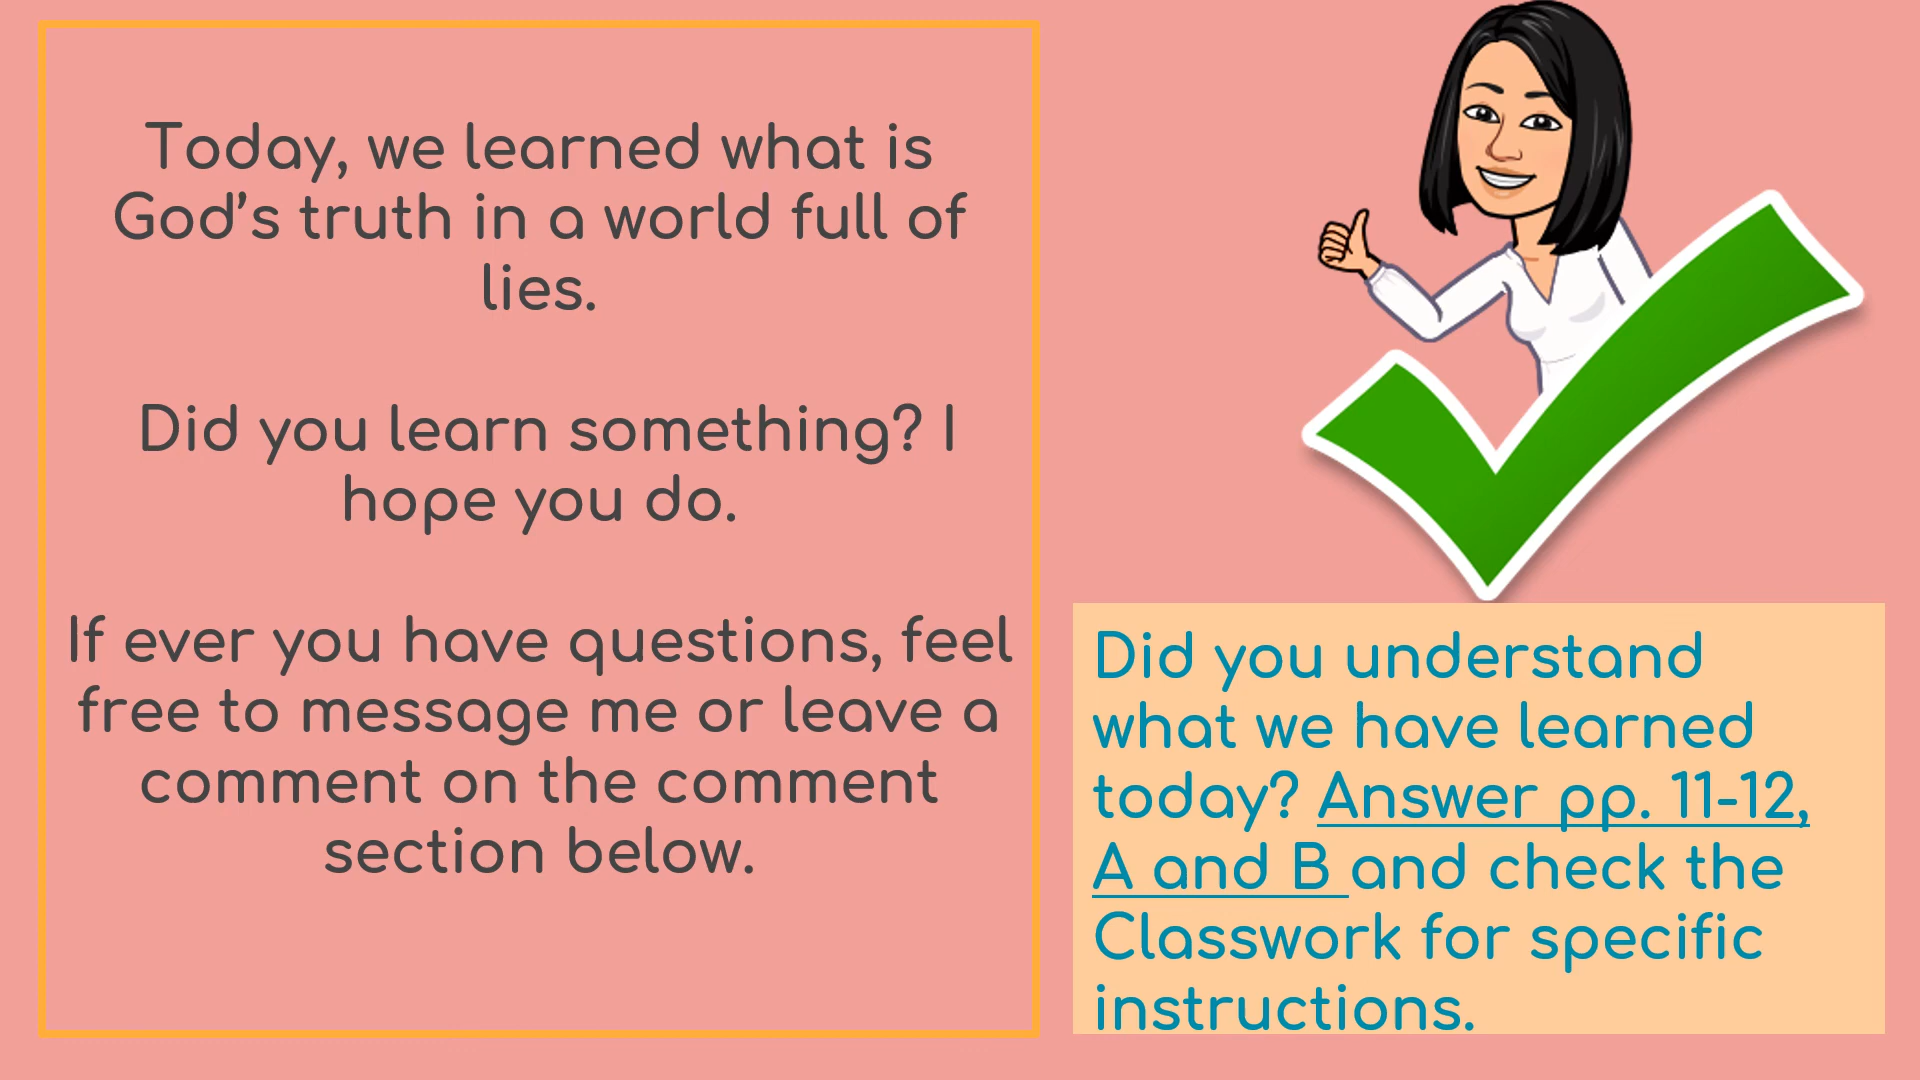 Today, we learned what is
God’s truth in a world full of
lies.
Did you learn something? I
hope you do.
If ever you have questions, feel
free to message me or leave a
comment on the comment
section below.
Did you understand
what we have learned
today? Answer pp. 11-12,
A and B and check the
Classwork for specific
instructions.